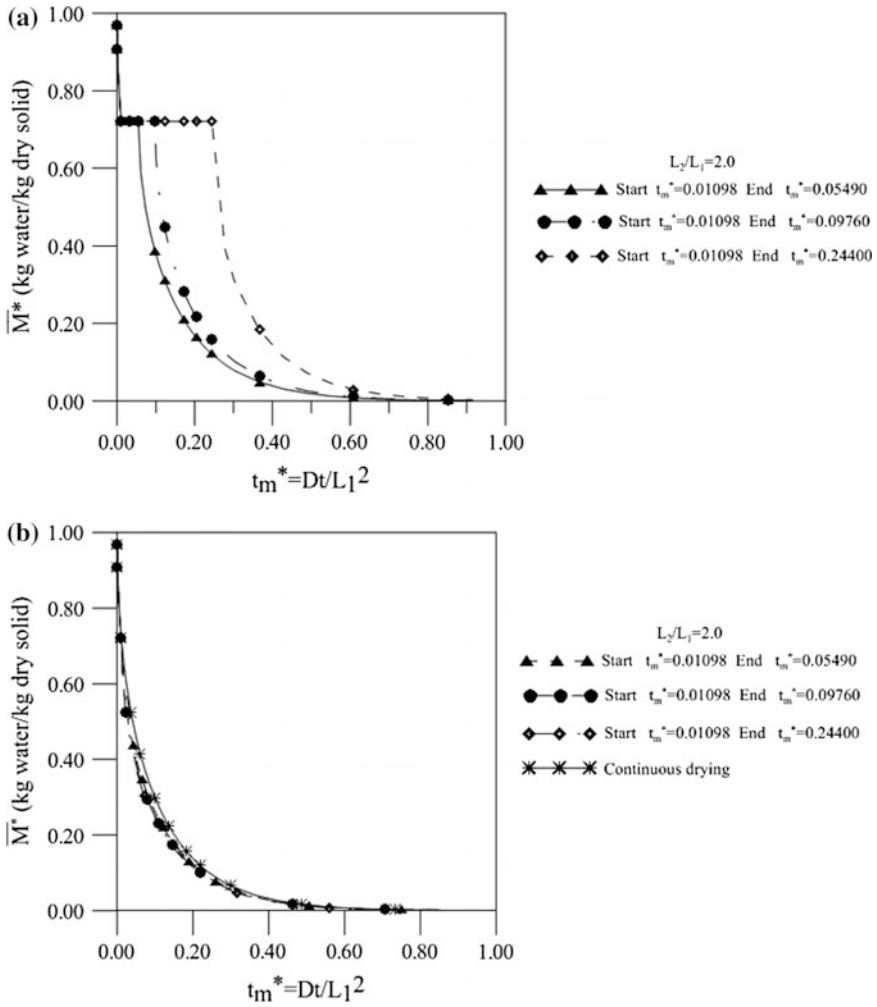 (a)
1.00
0.80
0.60
0.40
0.20
0.00
M* (kg water/kg dry solid)
0.00 0.20 0.40 0.60 0.80 1.00
tm*=Dt/L1²
L2/L1=2.0
Start tm*=0.01098 End tm*=0.05490
Start tm*=0.01098 End tm*=0.09760
Start tm*=0.01098 End tm*=0.24400
(b)
1.00
0.80
0.60
0.40
0.20
0.00
M* (kg water/kg dry solid)
0.00 0.20 0.40 0.60 0.80 1.00
tm*=Dt/L1²
L2/L1=2.0
Start tm*=0.01098 End tm*=0.05490
Start tm*=0.01098 End tm*=0.09760
Start tm*=0.01098 End tm*=0.24400
Continuous drying